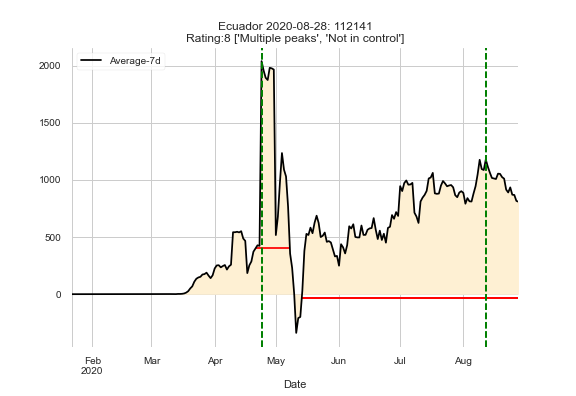 Ecuador 2020-08-28: 112141
Rating:8 ['Multiple peaks', 'Not in control']
Average-7d
2000
1500
1000
500
0
Feb Mar Apr May Jun Jul Aug
2020
Date